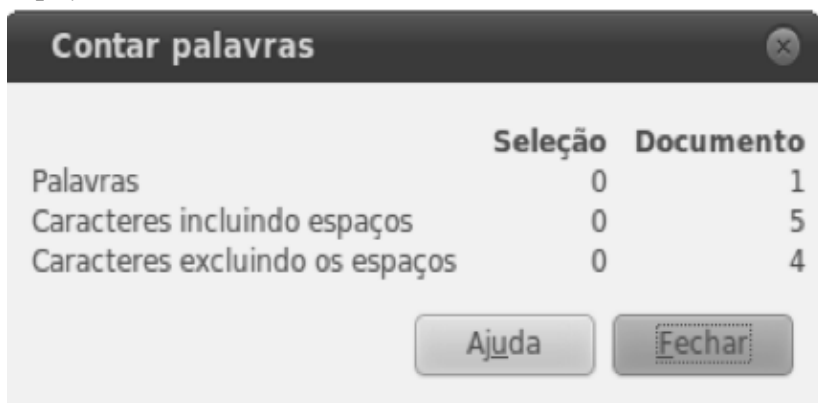 Contar palavras
Seleção Documento
Palavras 0 1
Caracteres incluindo espaços 0 5
Caracteres excluindo os espaços 0 4
Ajuda Fechar